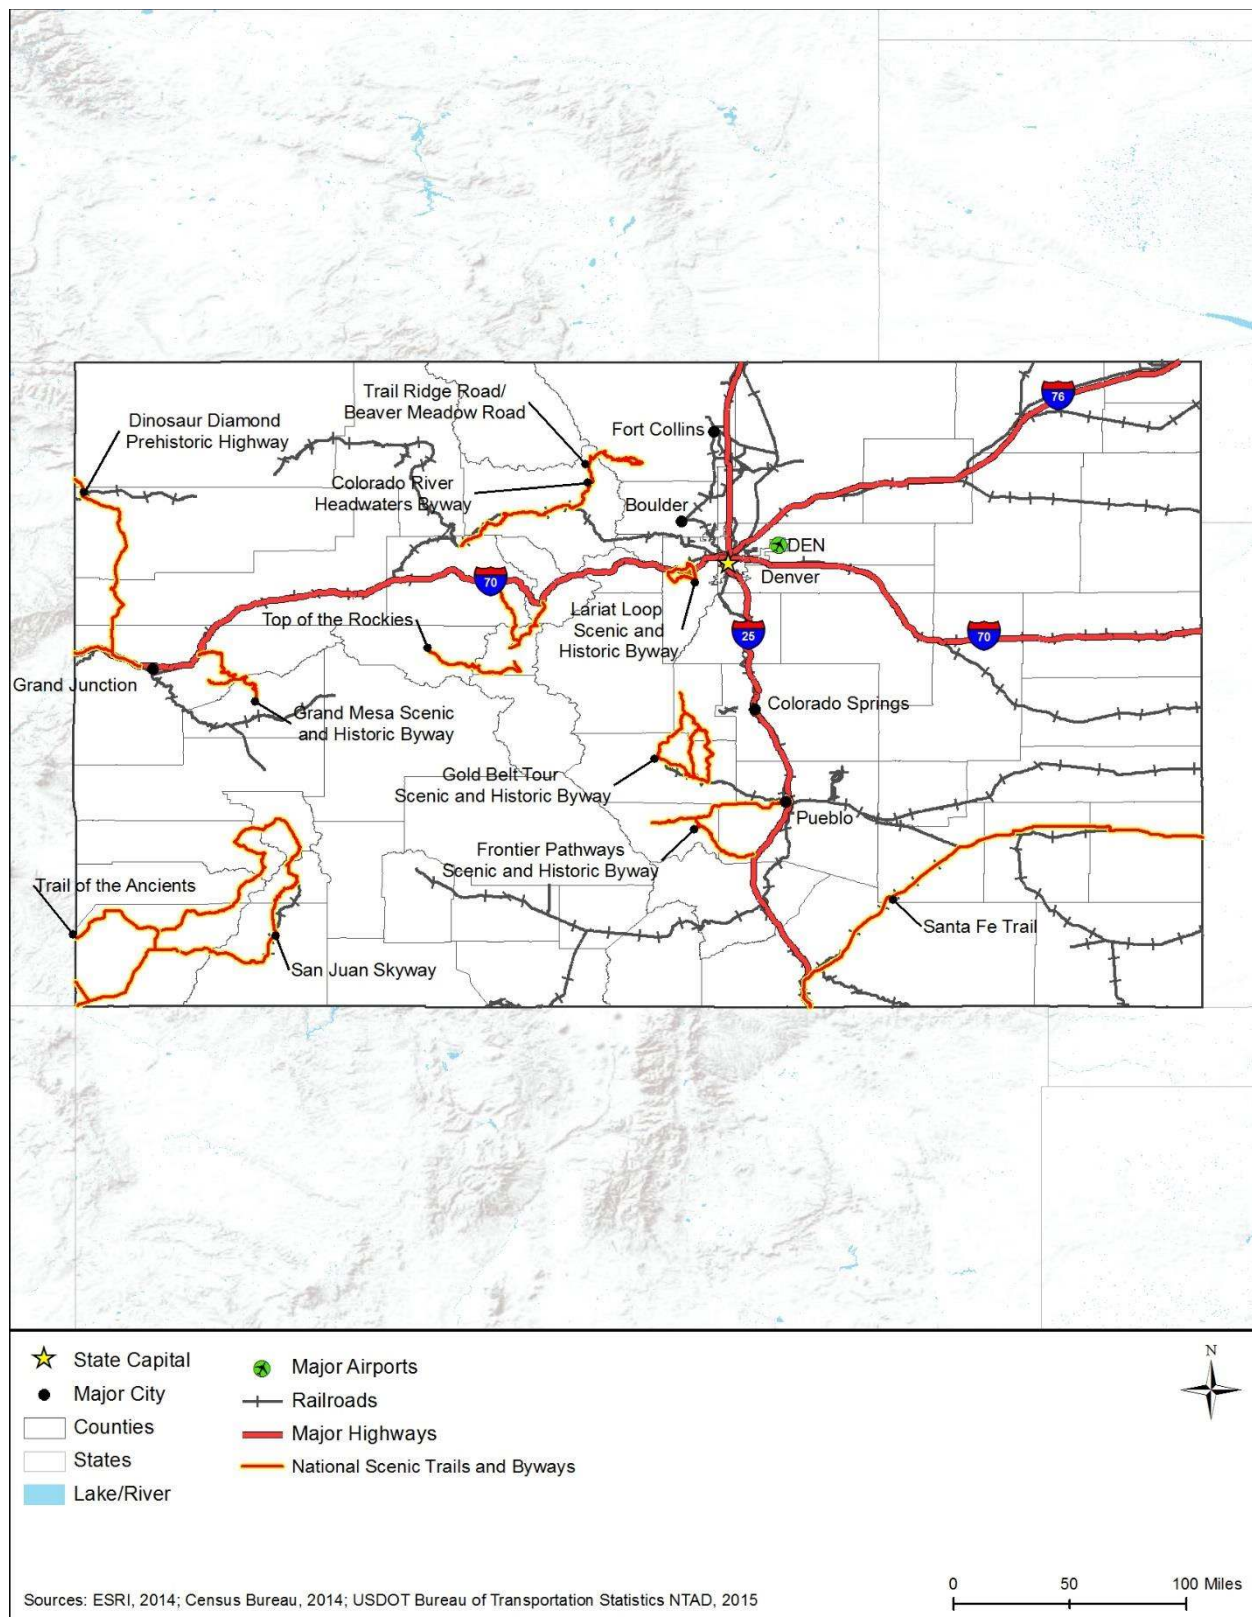 Trail Ridge Road/
Beaver Meadow Road
76
Dinosaur Diamond
Prehistoric Highway
Fort Collins
Colorado River
Headwaters Byway
Boulder
DEN
Denver
70
Top of the Rockies
Lariat Loop
Scenic and
Historic Byway
25
70
Grand Junction
Grand Mesa Scenic
and Historic Byway
Colorado Springs
Gold Belt Tour
Scenic and Historic Byway
Pueblo
Frontier Pathways
Scenic and Historic Byway
Trail of the Ancients
Santa Fe Trail
San Juan Skyway
State Capital
Major City
Counties
States
Lake/River
Major Airports
Railroads
Major Highways
National Scenic Trails and Byways
N
Sources: ESRI, 2014; Census Bureau, 2014; USDOT Bureau of Transportation Statistics NTAD, 2015
0 50 100 Miles